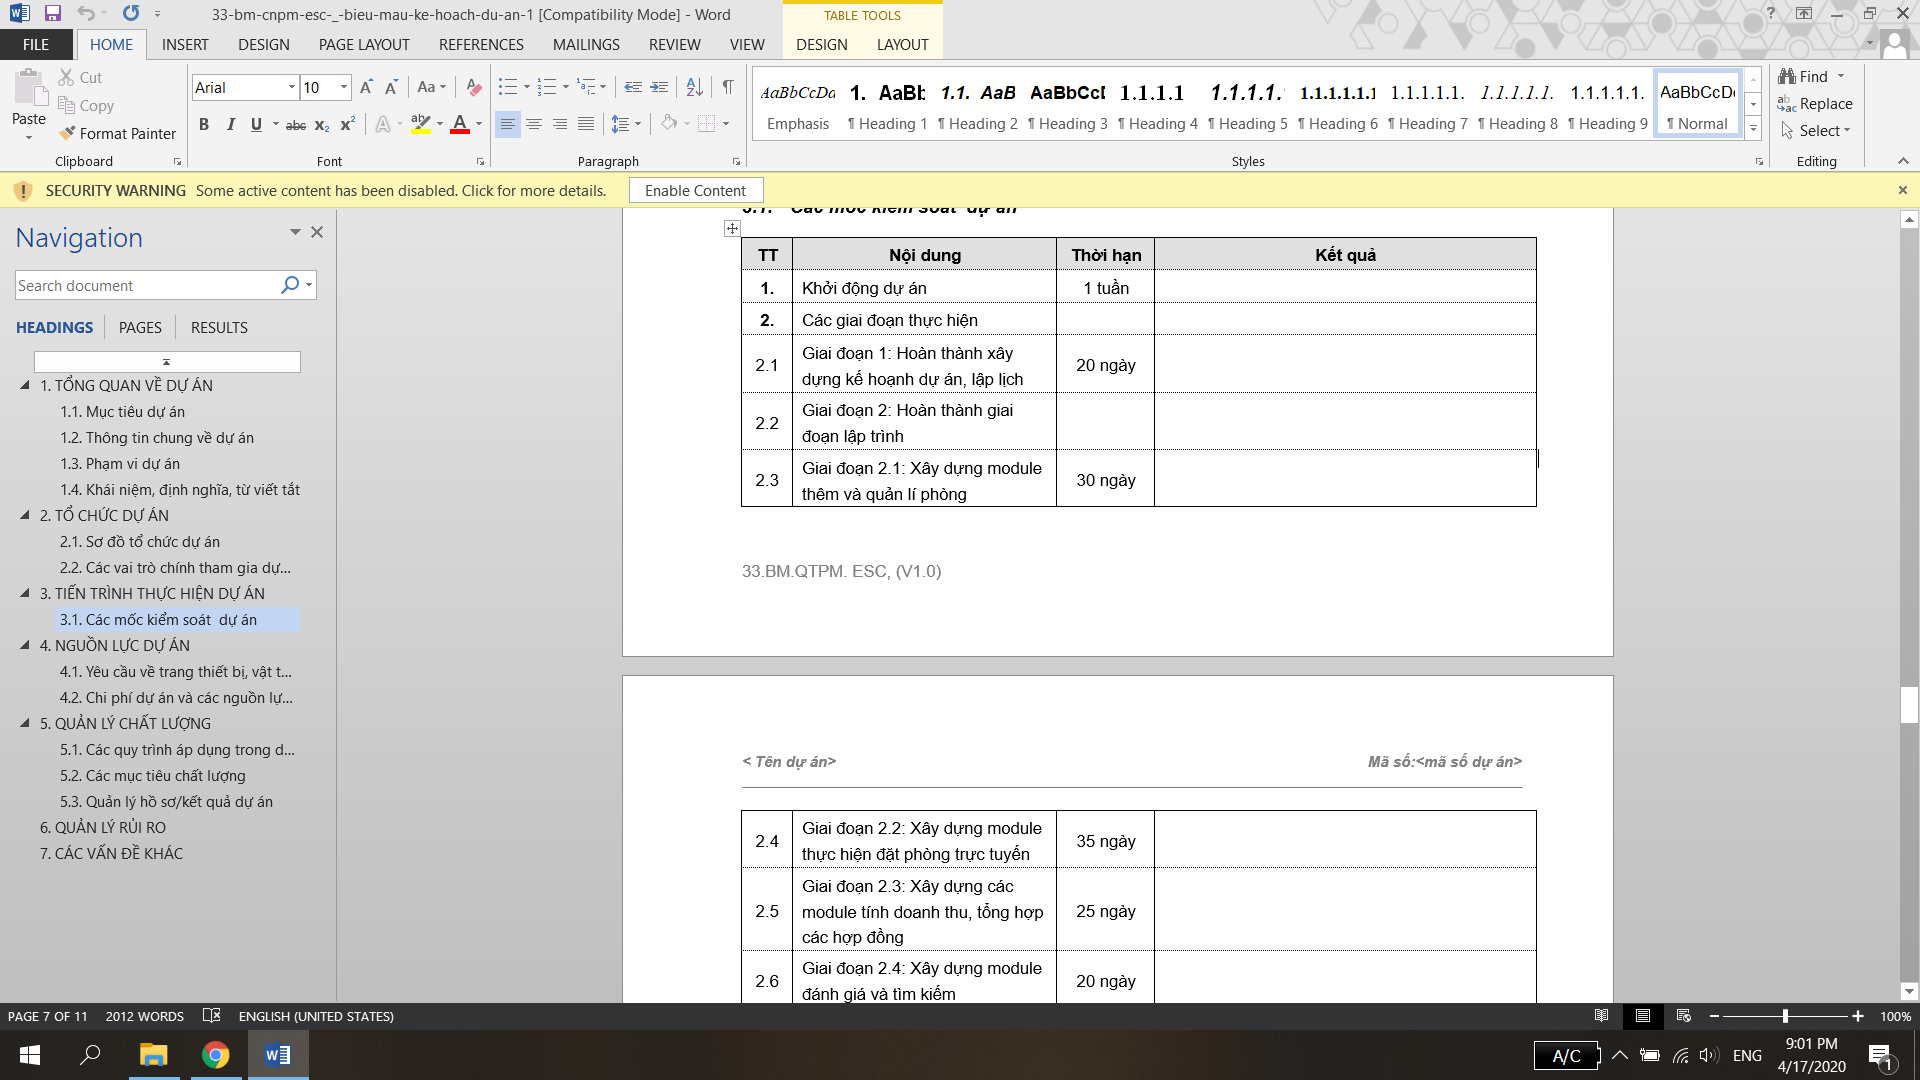 33-bm-cnpm-esc-_-bieu-mau-ke-hoach-du-an-1 [Compatibility Mode] - Word
TABLE TOOLS
FILE HOME INSERT DESIGN PAGE LAYOUT REFERENCES MAILINGS REVIEW VIEW DESIGN LAYOUT
Paste
Cut
Copy
Format Painter
Clipboard
Arial 10
Font
Paragraph
AaBbCcDa
Emphasis
1. AaBb
¶ Heading 1
1.1. AaB
¶ Heading 2
AaBbCcI
¶ Heading 3
1.1.1.1
¶ Heading 4
1.1.1.1.
¶ Heading 5
1.1.1.1.1
¶ Heading 6
1.1.1.1.1.
¶ Heading 7
1.1.1.1.1.
¶ Heading 8
1.1.1.1.1.
¶ Heading 9
AaBbCcD
¶ Normal
Styles
Find
Replace
Select
Editing
SECURITY WARNING Some active content has been disabled. Click for more details. Enable Content
Navigation
Search document
HEADINGS PAGES RESULTS
1. TỔNG QUAN VỀ DỰ ÁN
1.1. Mục tiêu dự án
1.2. Thông tin chung về dự án
1.3. Phạm vi dự án
1.4. Khái niệm, định nghĩa, từ viết tắt
2. TỔ CHỨC DỰ ÁN
2.1. Sơ đồ tổ chức dự án
2.2. Các vai trò chính tham gia dự...
3. TIẾN TRÌNH THỰC HIỆN DỰ ÁN
3.1. Các mốc kiểm soát dự án
4. NGUỒN LỰC DỰ ÁN
4.1. Yêu cầu về trang thiết bị, vật t...
4.2. Chi phí dự án và các nguồn lự...
5. QUẢN LÝ CHẤT LƯỢNG
5.1. Các quy trình áp dụng trong d...
5.2. Các mục tiêu chất lượng
5.3. Quản lý hồ sơ/kết quả dự án
6. QUẢN LÝ RỦI RO
7. CÁC VẤN ĐỀ KHÁC
3.1. Các mốc kiểm soát dự án
TT Nội dung Thời hạn Kết quả
1. Khởi động dự án 1 tuần
2. Các giai đoạn thực hiện
2.1 Giai đoạn 1: Hoàn thành xây
dựng kế hoạnh dự án, lập lịch 20 ngày
2.2 Giai đoạn 2: Hoàn thành giai
đoạn lập trình
2.3 Giai đoạn 2.1: Xây dựng module
thêm và quản lí phòng 30 ngày
33.BM.QTPM. ESC, (V1.0)
< Tên dự án> Mã số:<mã số dự án>
2.4 Giai đoạn 2.2: Xây dựng module
thực hiện đặt phòng trực tuyến 35 ngày
2.5 Giai đoạn 2.3: Xây dựng các
module tính doanh thu, tổng hợp 25 ngày
các hợp đồng
2.6 Giai đoạn 2.4: Xây dựng module
đánh giá và tìm kiếm 20 ngày
PAGE 7 OF 11 2012 WORDS ENGLISH (UNITED STATES) 100%
A/C ENG 9:01 PM
4/17/2020 1